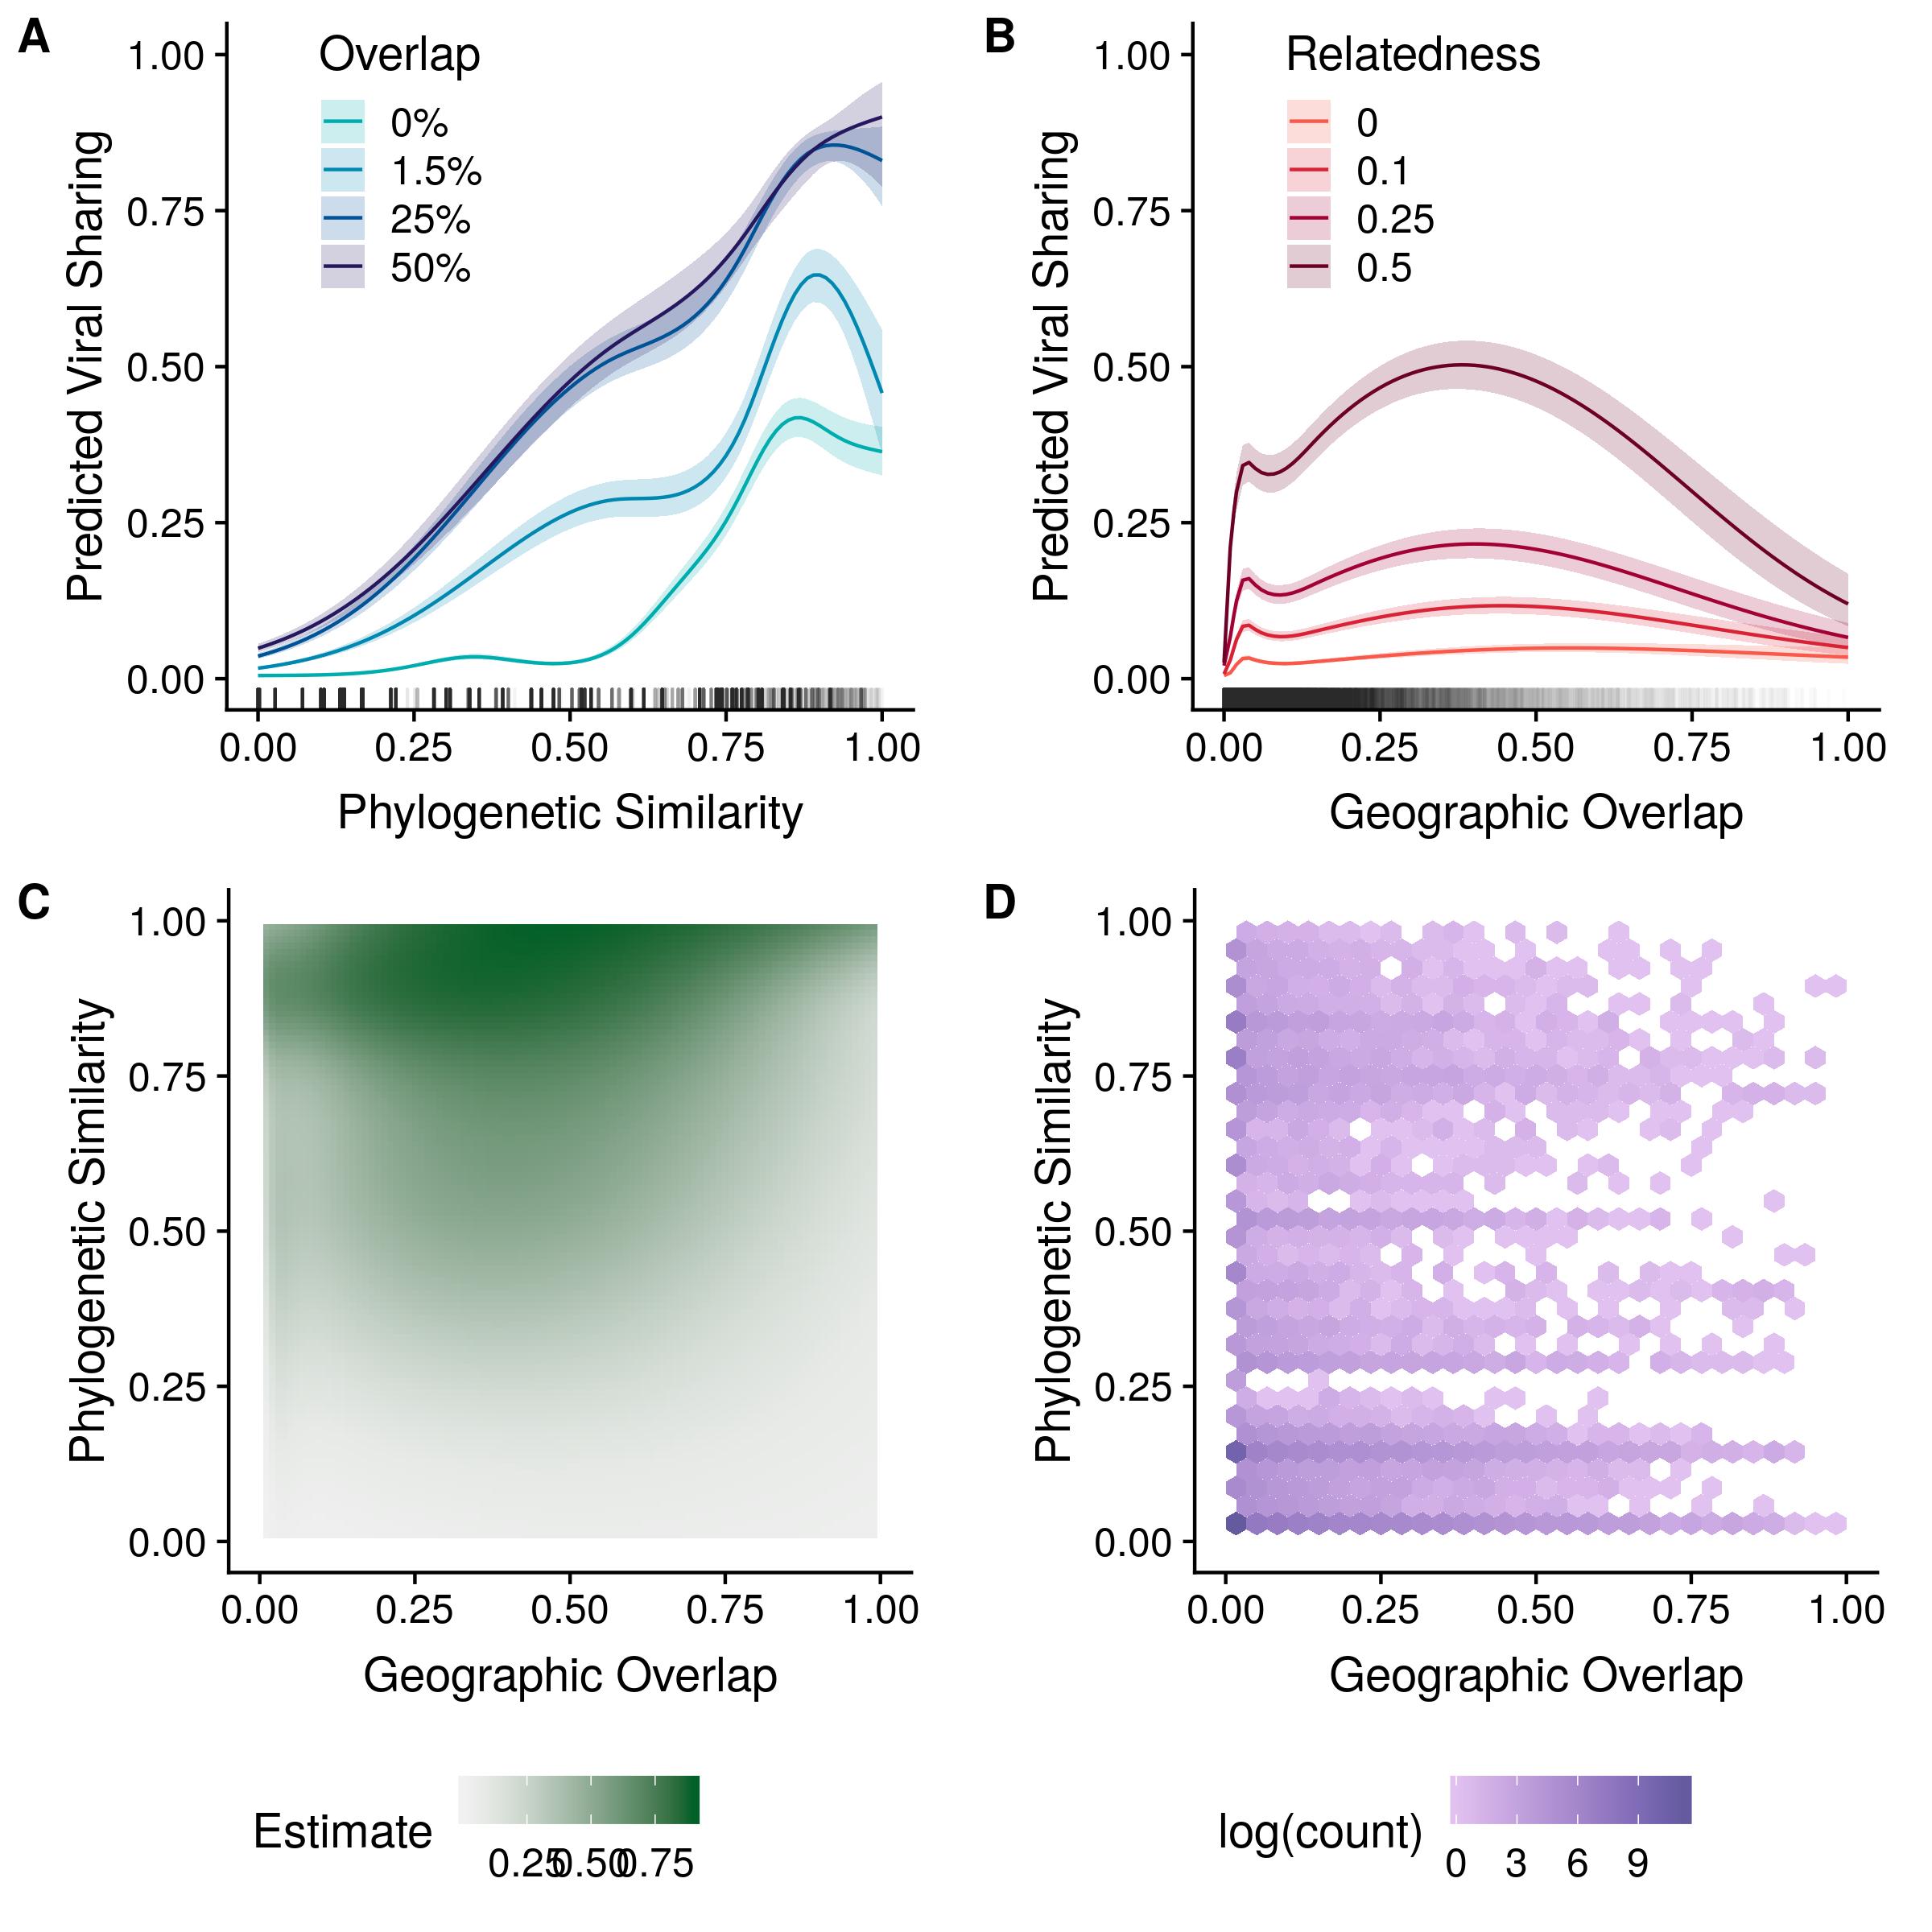 A
Predicted Viral Sharing
1.00
0.75
0.50
0.25
0.00
Overlap
0%
1.5%
25%
50%
0.00 0.25 0.50 0.75 1.00
Phylogenetic Similarity
B
Predicted Viral Sharing
1.00
0.75
0.50
0.25
0.00
Relatedness
0
0.1
0.25
0.5
0.00 0.25 0.50 0.75 1.00
Geographic Overlap
C
Phylogenetic Similarity
1.00
0.75
0.50
0.25
0.00
0.00 0.25 0.50 0.75 1.00
Geographic Overlap
Estimate
0.25 0.50 0.75
D
Phylogenetic Similarity
1.00
0.75
0.50
0.25
0.00
0.00 0.25 0.50 0.75 1.00
Geographic Overlap
log(count)
0 3 6 9